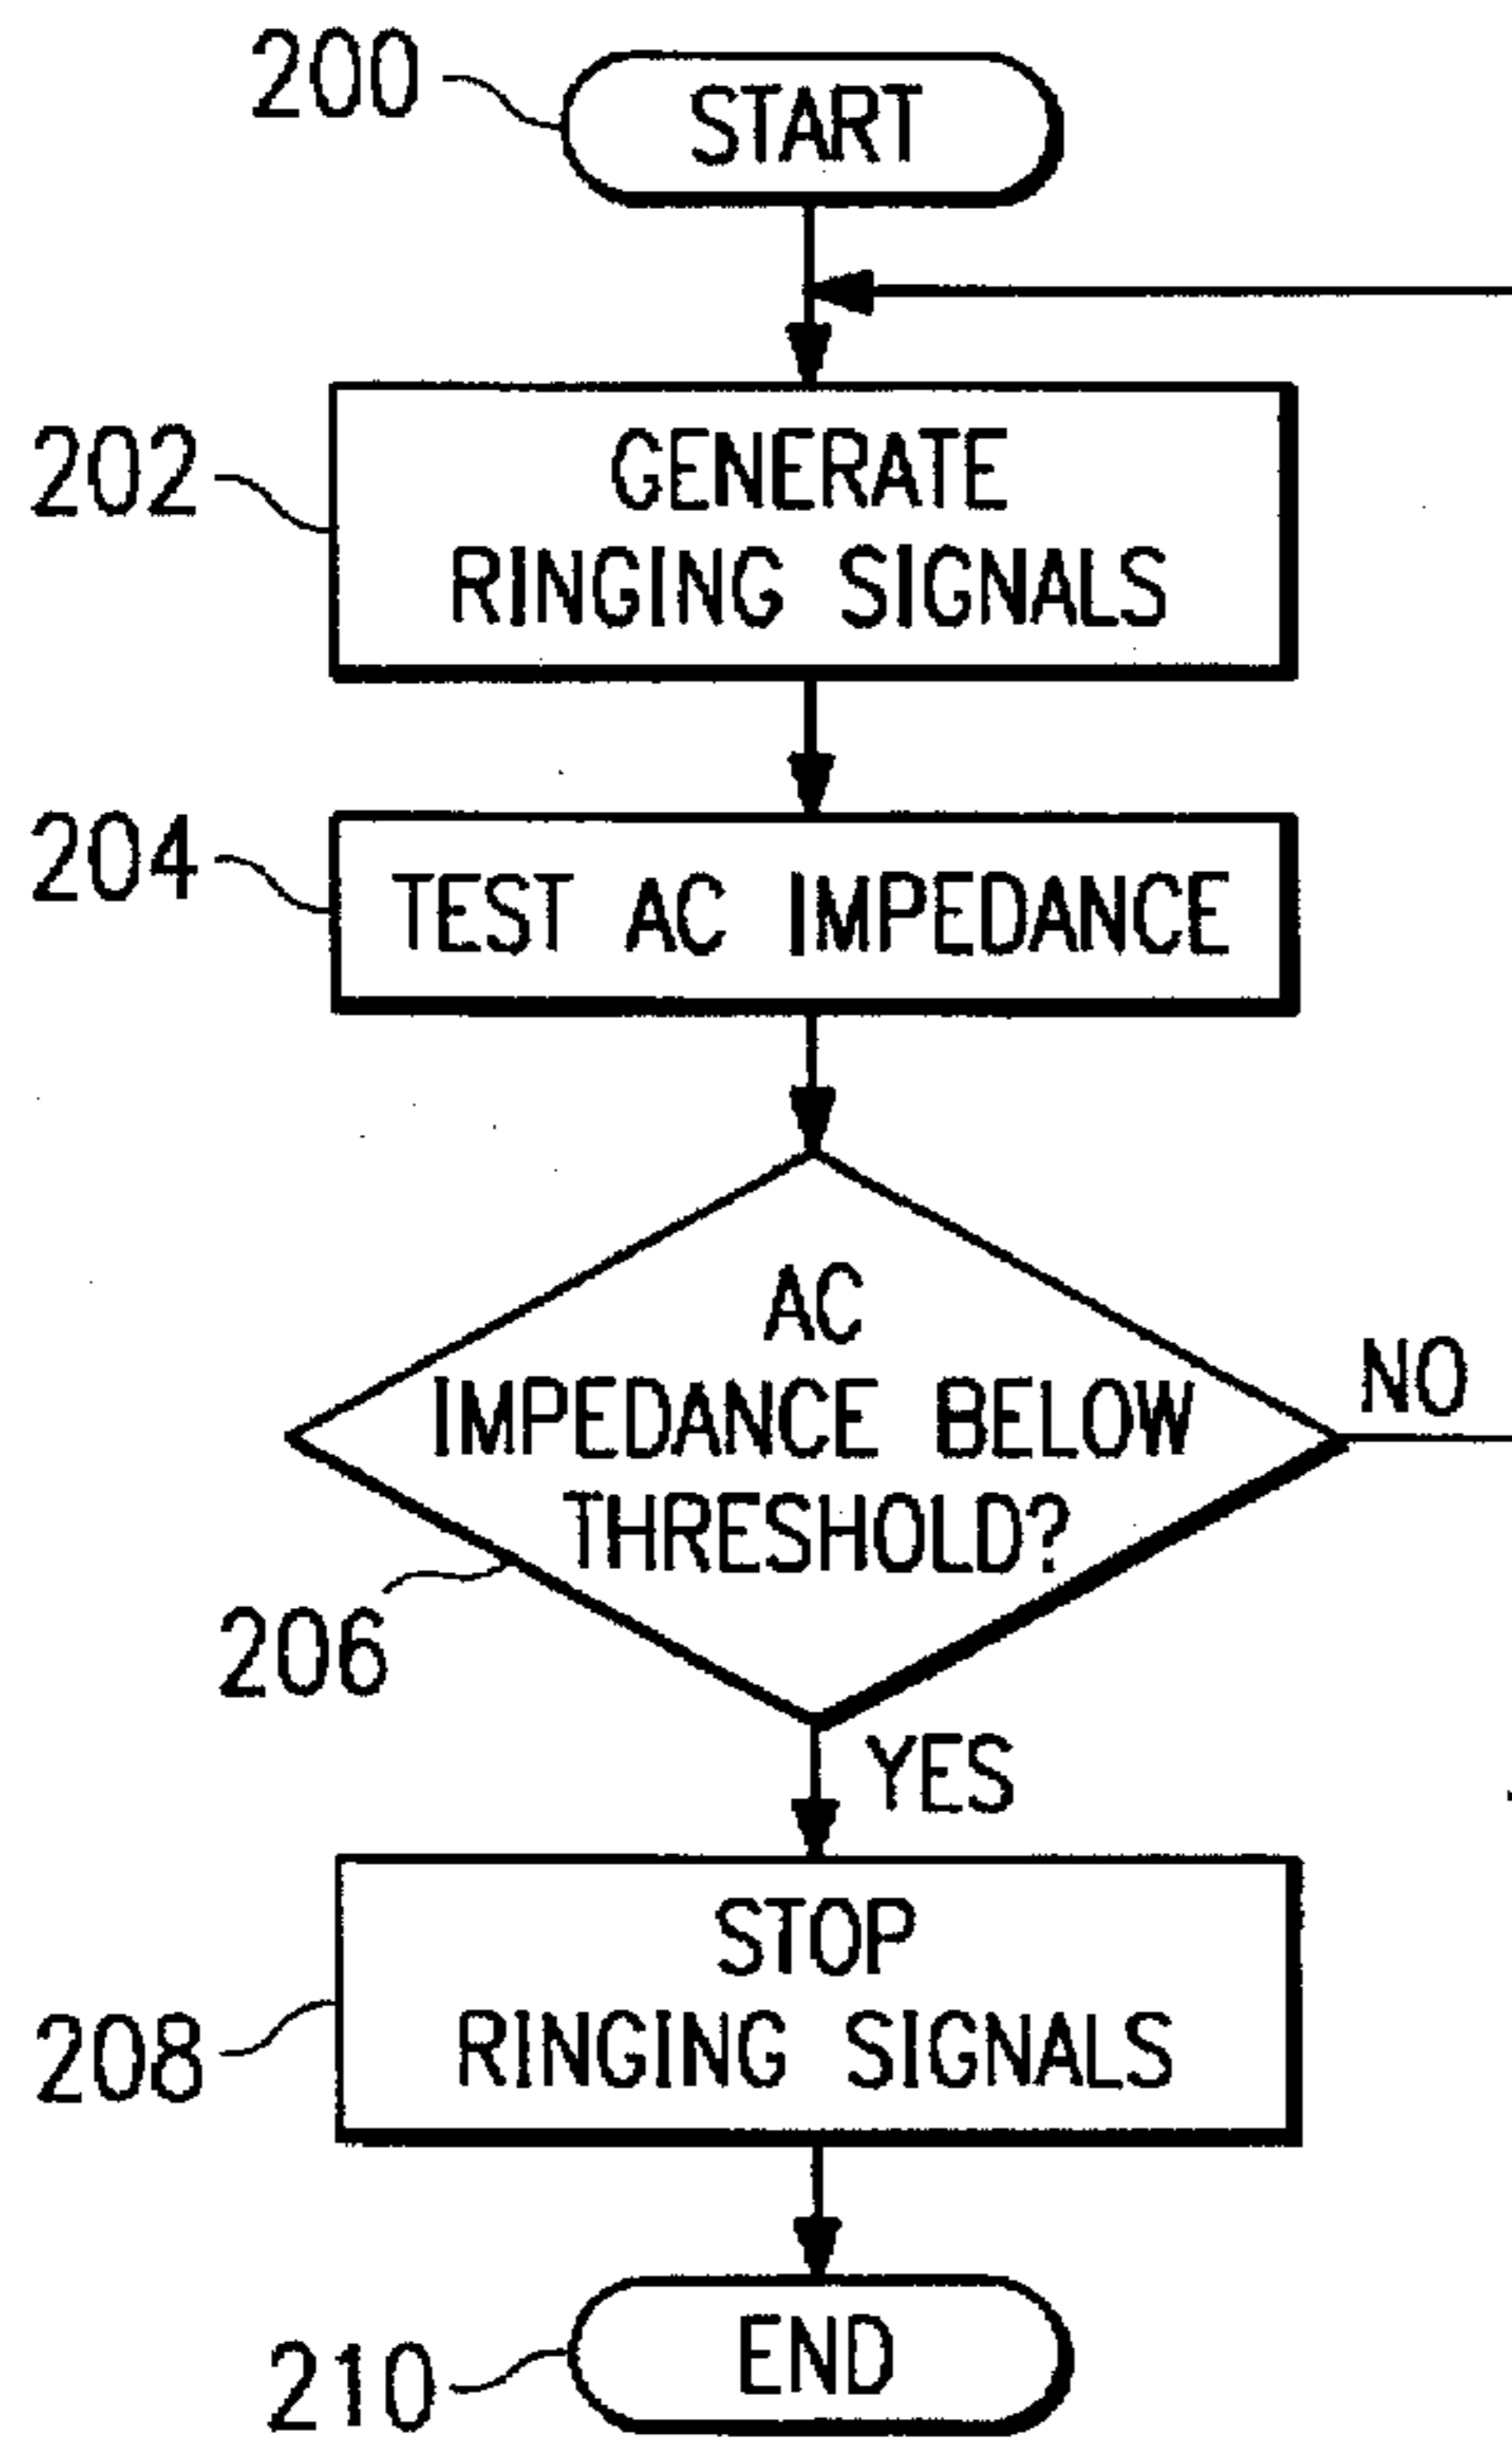 200
START
202
GENERATE
RINGING SIGNALS
204
TEST AC IMPEDANCE
AC
IMPEDANCE BELOW
THRESHOLD?
NO
206
YES
208
STOP
RINGING SIGNALS
210
END